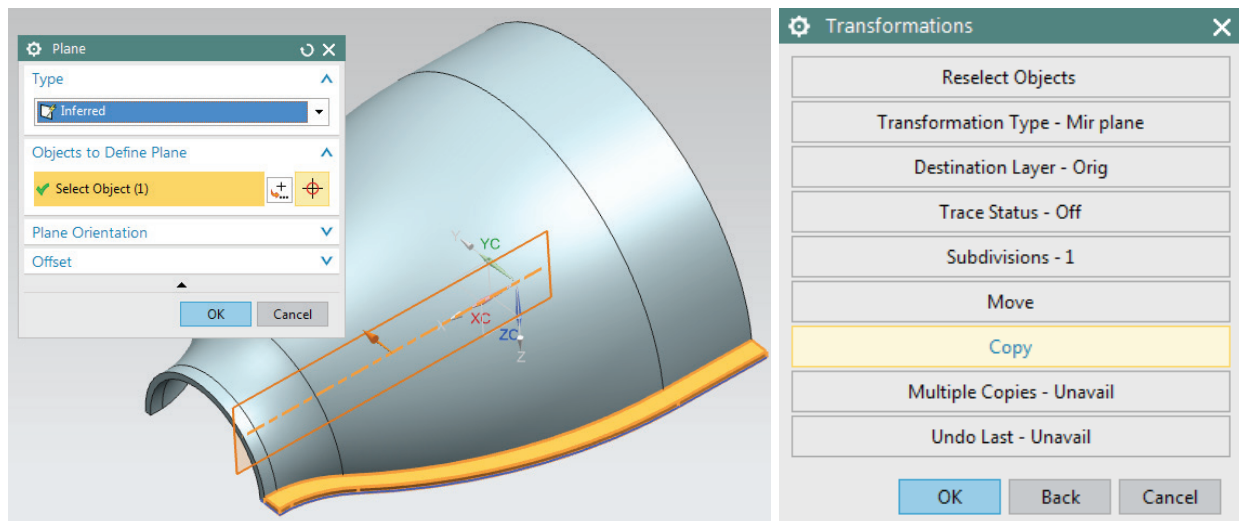 Plane
Type
Inferred
Objects to Define Plane
Select Object (1)
Plane Orientation
Offset
OK Cancel
Y
YC
X
XC
ZC
Z
Transformations
Reselect Objects
Transformation Type - Mir plane
Destination Layer - Orig
Trace Status - Off
Subdivisions - 1
Move
Copy
Multiple Copies - Unavail
Undo Last - Unavail
OK Back Cancel